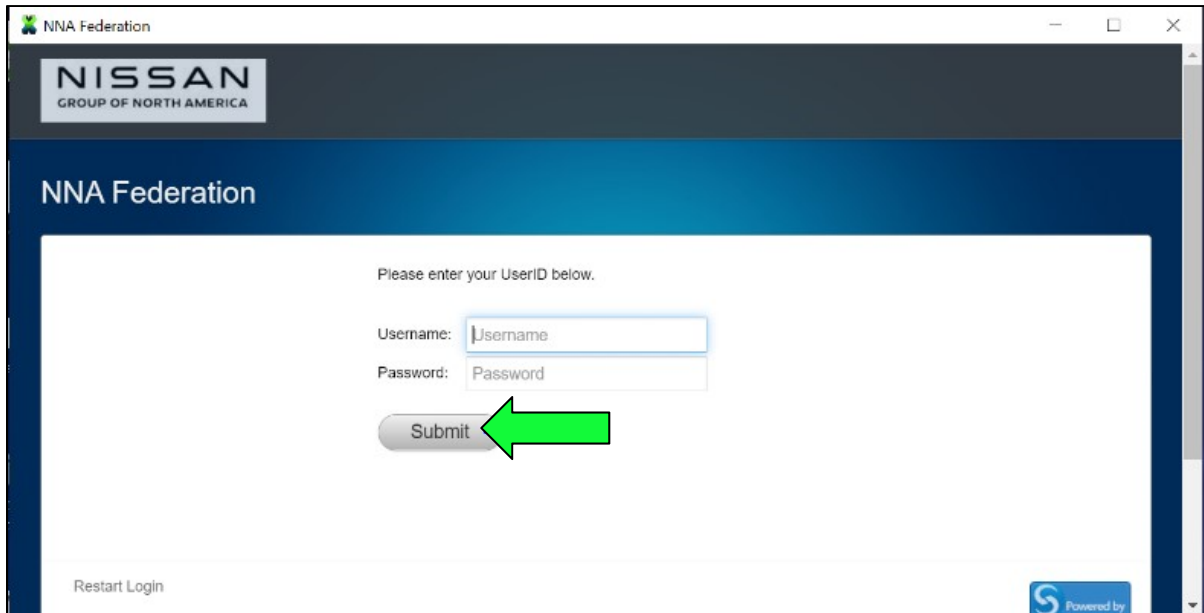 NNA Federation
NISSAN
GROUP OF NORTH AMERICA
NNA Federation
Please enter your UserID below.
Username: Username
Password: Password
Submit
Restart Login
S Powered by